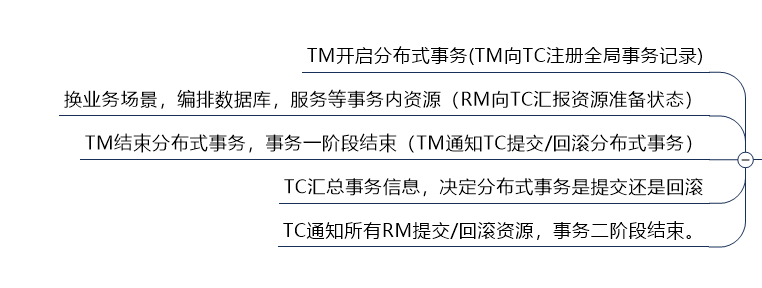 TM开启分布式事务(TM向TC注册全局事务记录)
换业务场景，编排数据库，服务等事务内资源（RM向TC汇报资源准备状态）
TM结束分布式事务，事务一阶段结束（TM通知TC提交/回滚分布式事务）
TC汇总事务信息，决定分布式事务是提交还是回滚
TC通知所有RM提交/回滚资源，事务二阶段结束。